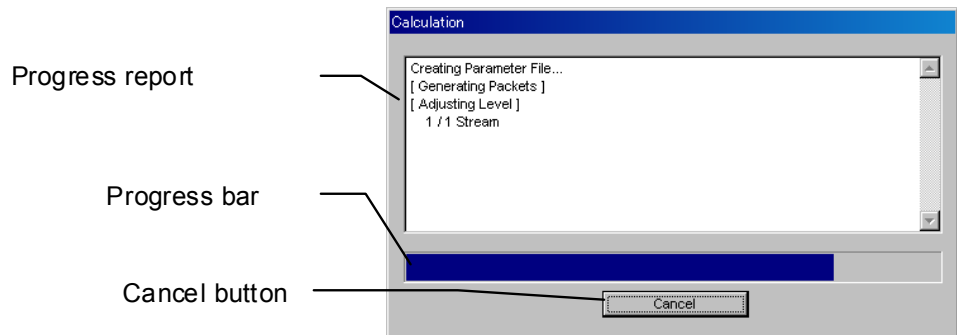 Calculation
Progress report
Creating Parameter File...
[ Generating Packets ]
[ Adjusting Level ]
1 / 1 Stream
Progress bar
Cancel button
Cancel